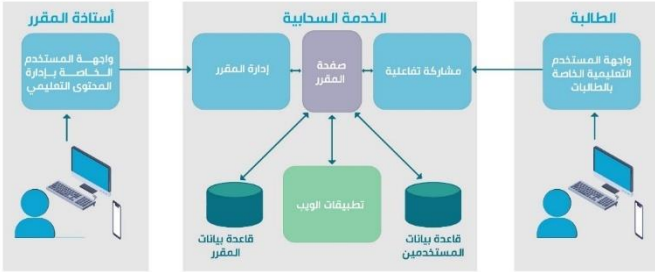 الطالبة
الخدمة السحابية
أستاذة المقرر
واجهة المستخدم
التعليمية الخاصة
بالطالبات
مشاركة تفاعلية
صفحة
المقرر
إدارة المقرر
واجهة المستخدم
الخاصة بإدارة
المحتوى التعليمي
تطبيقات الويب
قاعدة بيانات
المستخدمين
قاعدة بيانات
المقرر